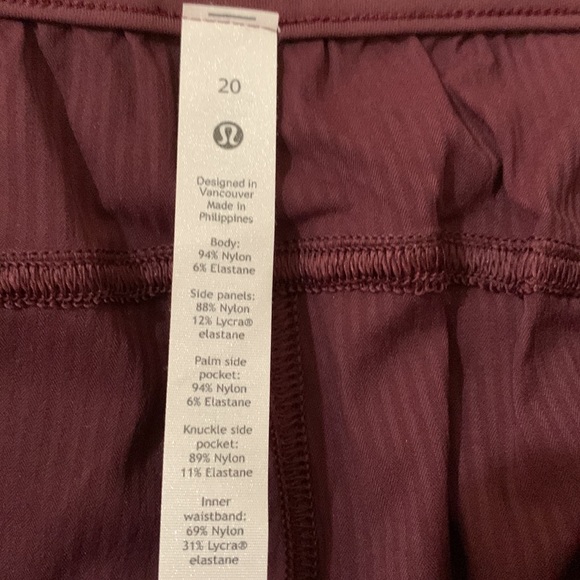 20
Designed in
Vancouver
Made in
Philippines
Body:
94% Nylon
6% Elastane
Side panels:
88% Nylon
12% Lycra®
elastane
Palm side
pocket:
94% Nylon
6% Elastane
Knuckle side
pocket:
89% Nylon
11% Elastane
Inner
waistband:
69% Nylon
31% Lycra®
elastane